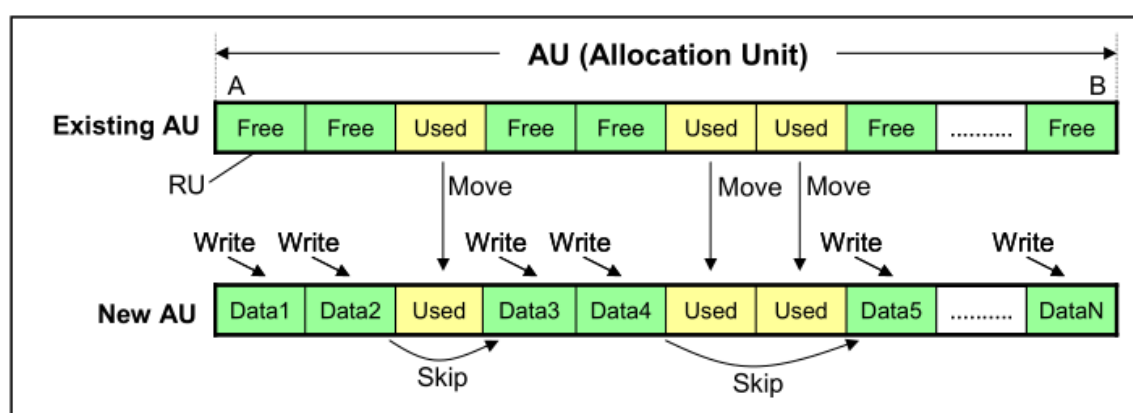 AU (Allocation Unit)
A B
Existing AU Free Free Used Free Free Used Used Free .......... Free
RU Move Move Move
Write Write Write Write Write Write
New AU Data1 Data2 Used Data3 Data4 Used Used Data5 .......... DataN
Skip Skip